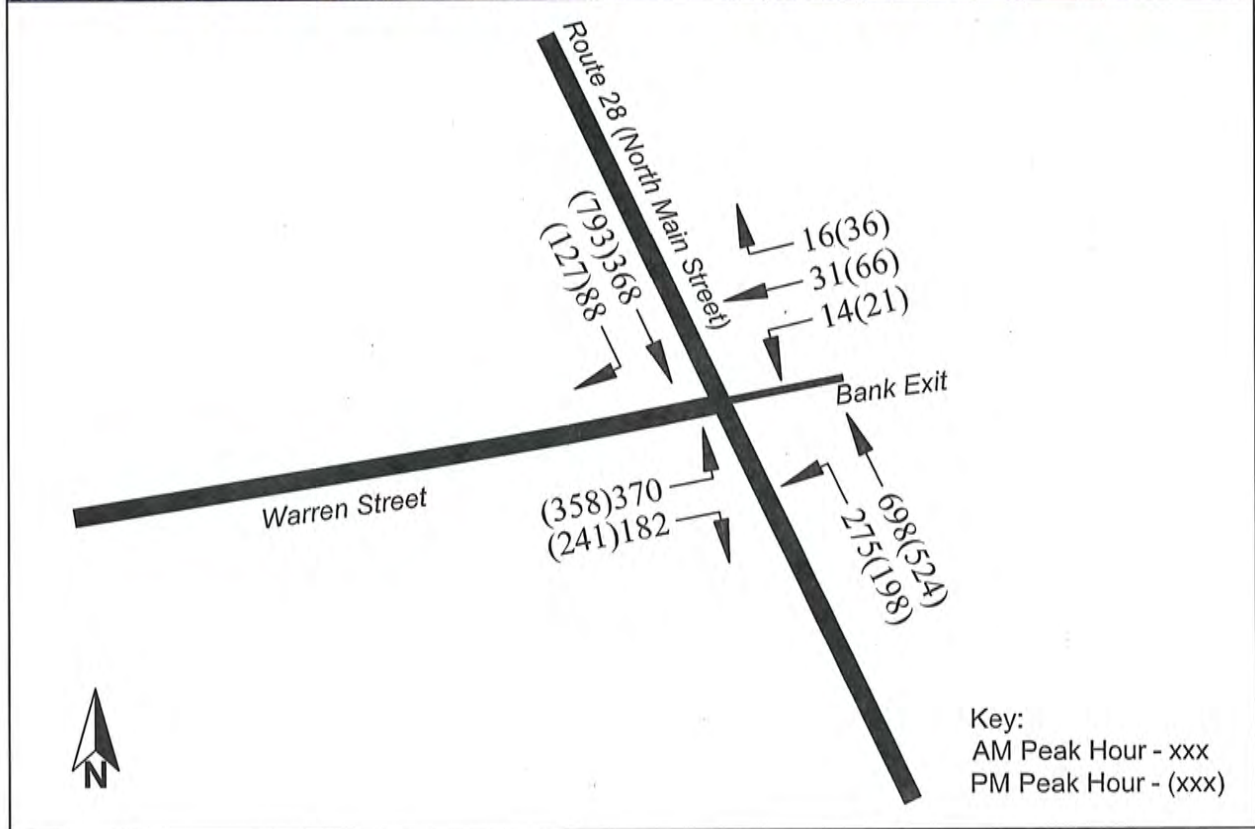 Route 28 (North Main Street)
(793)368
(127)88
16(36)
31(66)
14(21)
Bank Exit
Warren Street
(358)370
(241)182
698(524)
275(198)
N
Key:
AM Peak Hour - xxx
PM Peak Hour - (xxx)